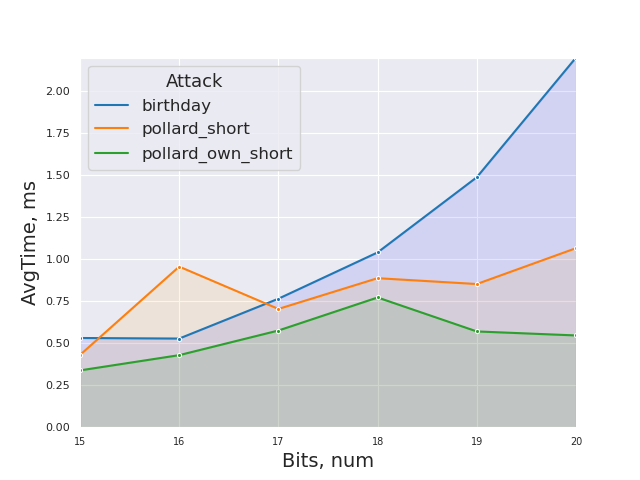 Attack
birthday
pollard_short
pollard_own_short
AvgTime, ms
2.00
1.75
1.50
1.25
1.00
0.75
0.50
0.25
0.00
15 16 17 18 19 20
Bits, num